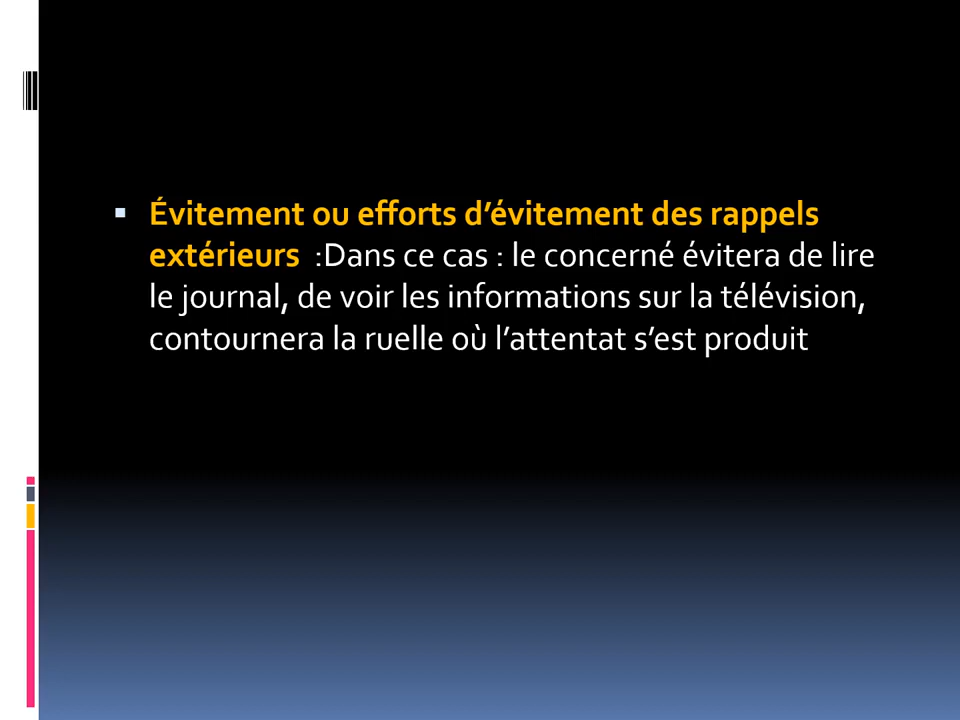 ▪ Évitement ou efforts d’évitement des rappels
extérieurs :Dans ce cas : le concerné évitera de lire
le journal, de voir les informations sur la télévision,
contournera la ruelle où l’attentat s’est produit